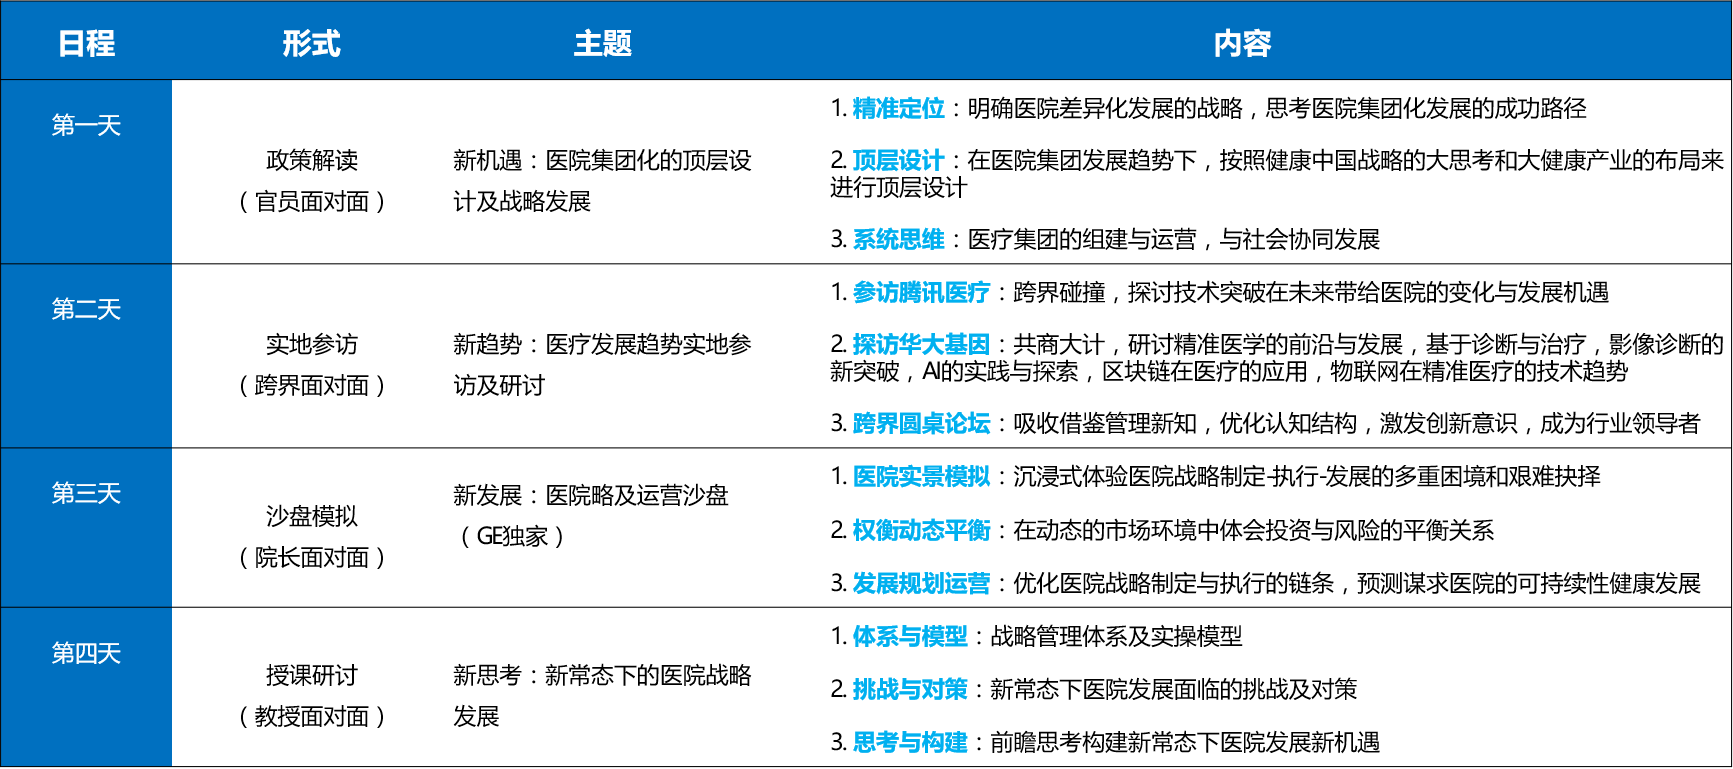 日程 形式 主题 内容
第一天
政策解读
（官员面对面）
新机遇：医院集团化的顶层设
计及战略发展
1. 精准定位：明确医院差异化发展的战略，思考医院集团化发展的成功路径
2. 顶层设计：在医院集团发展趋势下，按照健康中国战略的大思考和大健康产业的布局来
进行顶层设计
3. 系统思维：医疗集团的组建与运营，与社会协同发展
第二天
实地参访
（跨界面对面）
新趋势：医疗发展趋势实地参
访及研讨
1. 参访腾讯医疗：跨界碰撞，探讨技术突破在未来带给医院的变化与发展机遇
2. 探访华大基因：共商大计，研讨精准医学的前沿与发展，基于诊断与治疗，影像诊断的
新突破，AI的实践与探索，区块链在医疗的应用，物联网在精准医疗的技术趋势
3. 跨界圆桌论坛：吸收借鉴管理新知，优化认知结构，激发创新意识，成为行业领导者
第三天
沙盘模拟
（院长面对面）
新发展：医院略及运营沙盘
（GE独家）
1. 医院实景模拟：沉浸式体验医院战略制定-执行-发展的多重困境和艰难抉择
2. 权衡动态平衡：在动态的市场环境中体会投资与风险的平衡关系
3. 发展规划运营：优化医院战略制定与执行的链条，预测谋求医院的可持续性健康发展
第四天
授课研讨
（教授面对面）
新思考：新常态下的医院战略
发展
1. 体系与模型：战略管理体系及实操模型
2. 挑战与对策：新常态下医院发展面临的挑战及对策
3. 思考与构建：前瞻思考构建新常态下医院发展新机遇